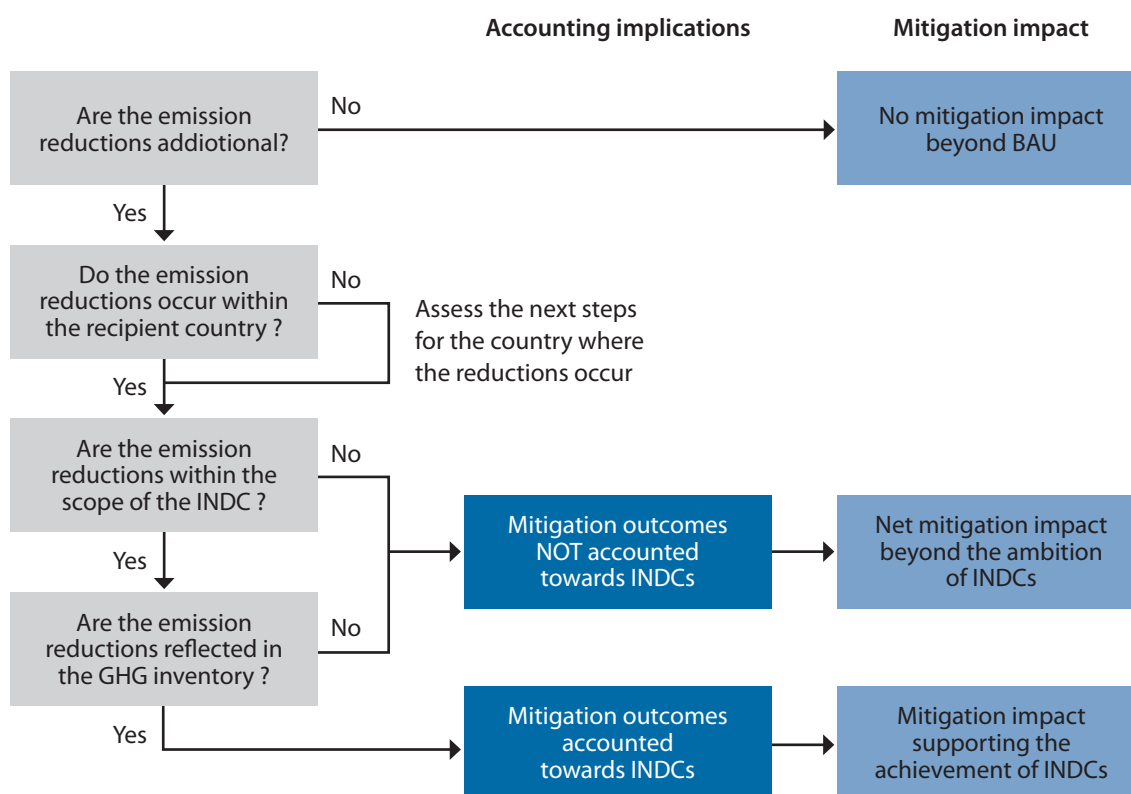 Accounting implications
Mitigation impact
Are the emission
reductions addiotional?
No
No mitigation impact
beyond BAU
Yes
Do the emission
reductions occur within
the recipient country ?
No
Assess the next steps
for the country where
the reductions occur
Yes
Are the emission
reductions within the
scope of the INDC ?
No
Mitigation outcomes
NOT accounted
towards INDCs
Net mitigation impact
beyond the ambition
of INDCs
Yes
Are the emission
reductions reflected in
the GHG inventory ?
No
Yes
Mitigation outcomes
accounted
towards INDCs
Mitigation impact
supporting the
achievement of INDCs